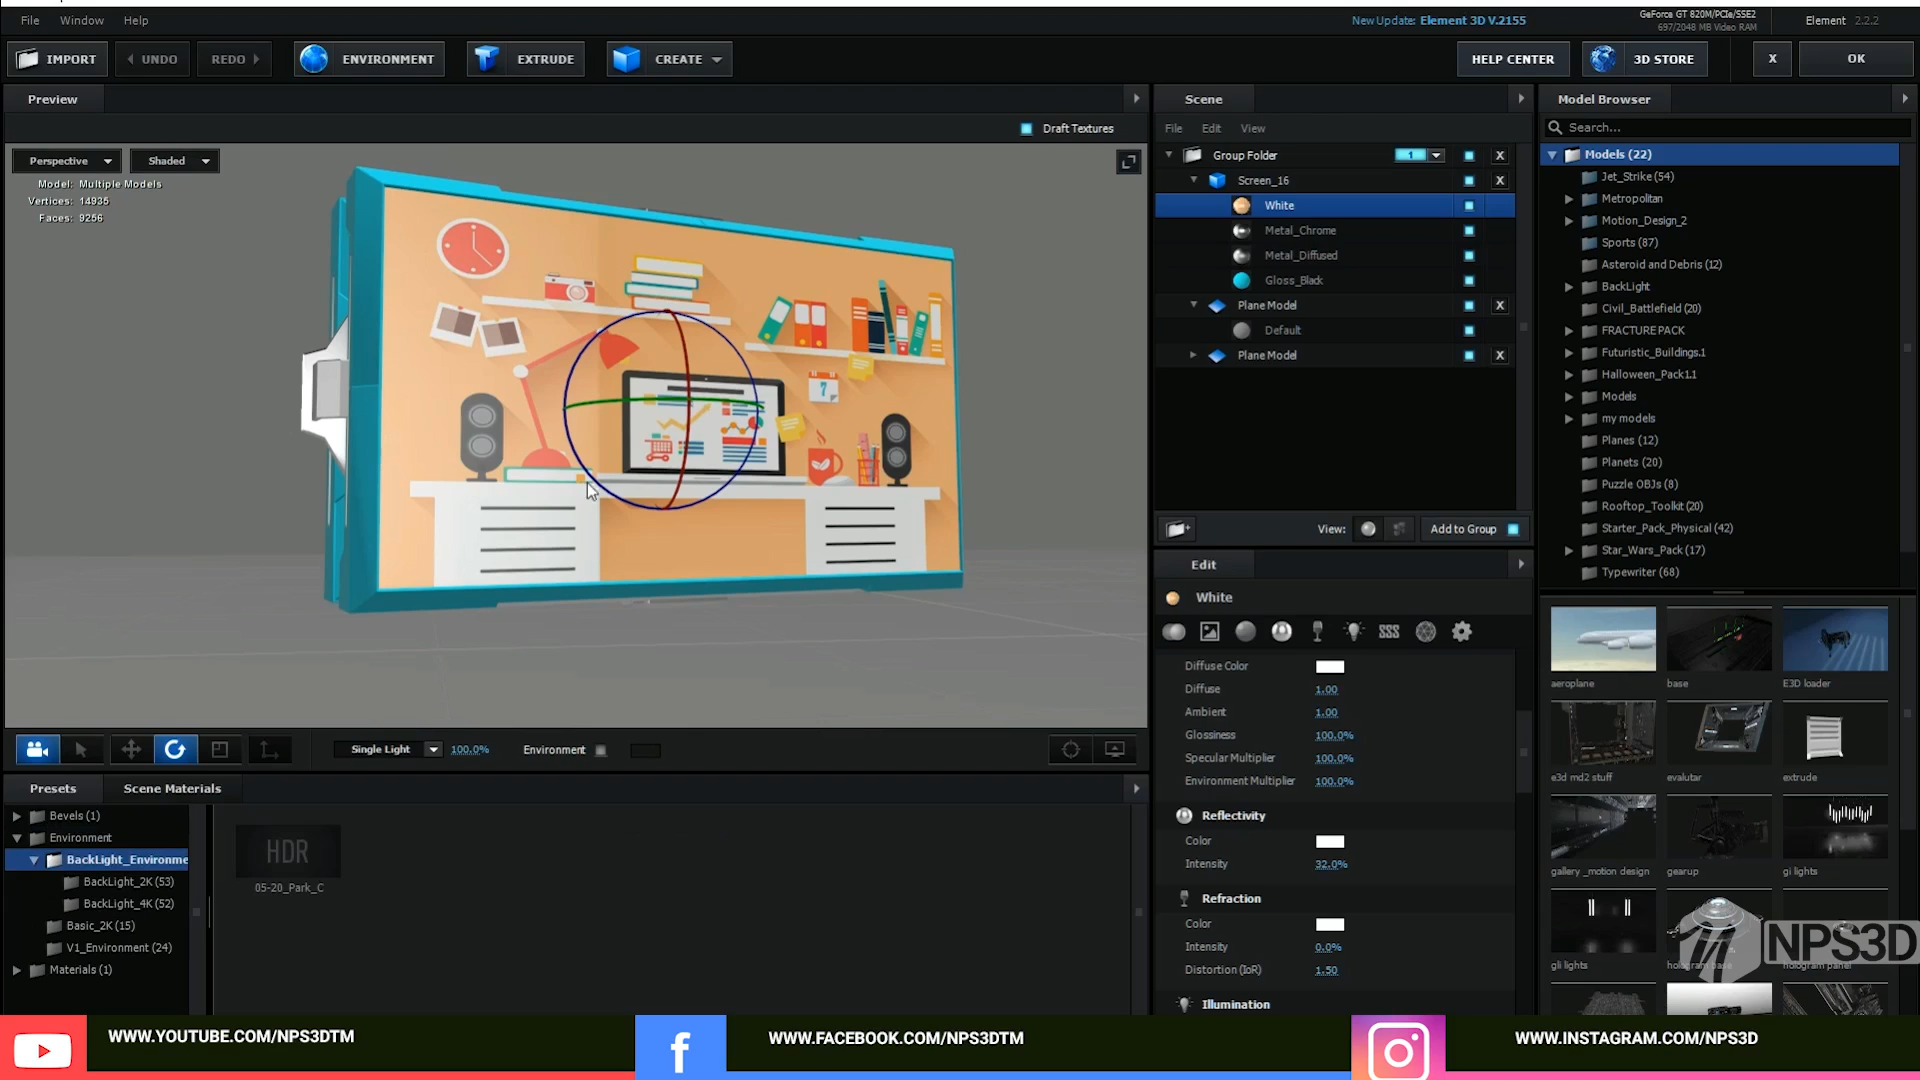 File Window Help
New Update: Element 3D V.2155
GeForce GT 820M/PCIe/SSE2
697/2048 MB Video RAM
Element 2.2.2
IMPORT UNDO REDO ENVIRONMENT EXTRUDE CREATE HELP CENTER 3D STORE X OK
Preview
Draft Textures
Perspective Shaded
Model: Multiple Models
Vertices: 14935
Faces: 9256
7
Single Light 100.0% Environment
Presets Scene Materials
Bevels (1)
Environment
BackLight_Environme
BackLight_2K (53)
BackLight_4K (52)
Basic_2K (15)
V1_Environment (24)
Materials (1)
HDR
05-20_Park_C
Scene
File Edit View
Group Folder 1 X
Screen_16 X
White
Metal_Chrome
Metal_Diffused
Gloss_Black
Plane Model X
Default
Plane Model X
View: Add to Group
Edit
White
SSS
Diffuse Color
Diffuse 1.00
Ambient 1.00
Glossiness 100.0%
Specular Multiplier 100.0%
Environment Multiplier 100.0%
Reflectivity
Color
Intensity 32.0%
Refraction
Color
Intensity 0.0%
Distortion (IoR) 1.50
Illumination
Model Browser
Search...
Models (22)
Jet_Strike (54)
Metropolitan
Motion_Design_2
Sports (87)
Asteroid and Debris (12)
BackLight
Civil_Battlefield (20)
FRACTURE PACK
Futuristic_Buildings.1
Halloween_Pack1.1
Models
my models
Planes (12)
Planets (20)
Puzzle OBJs (8)
Rooftop_Toolkit (20)
Starter_Pack_Physical (42)
Star_Wars_Pack (17)
Typewriter (68)
aeroplane base E3D loader
e3d md2 stuff evalutar extrude
gallery _motion design gearup gi lights
gli lights hologram base hologram panel
NPS3D
WWW.YOUTUBE.COM/NPS3DTM
f
WWW.FACEBOOK.COM/NPS3DTM
WWW.INSTAGRAM.COM/NPS3D